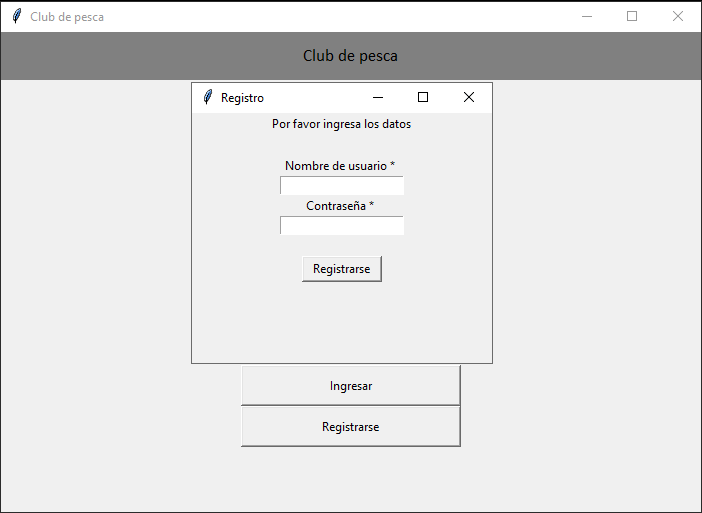 Club de pesca
Club de pesca
Registro
Por favor ingresa los datos
Nombre de usuario *
Contraseña *
Registrarse
Ingresar
Registrarse